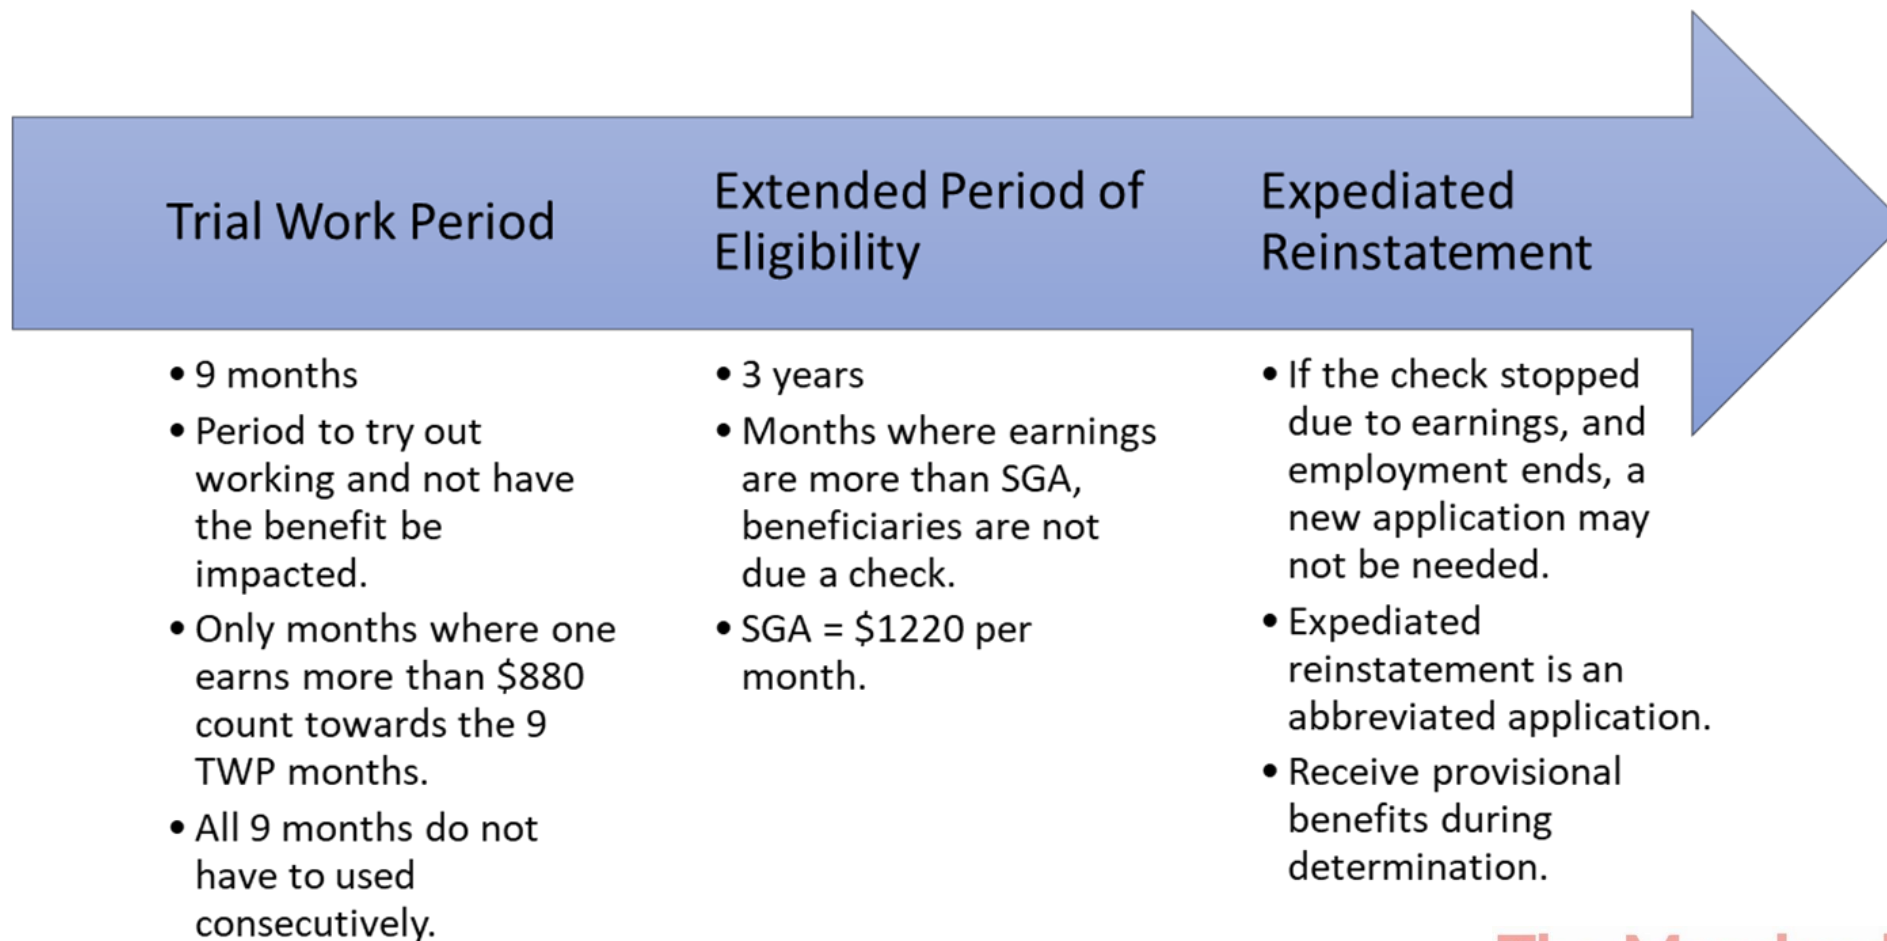 Trial Work Period
Extended Period of
Eligibility
Expediated
Reinstatement
• 9 months
• Period to try out
working and not have
the benefit be
impacted.
• Only months where one
earns more than $880
count towards the 9
TWP months.
• All 9 months do not
have to used
consecutively.
• 3 years
• Months where earnings
are more than SGA,
beneficiaries are not
due a check.
• SGA = $1220 per
month.
• If the check stopped
due to earnings, and
employment ends, a
new application may
not be needed.
• Expediated
reinstatement is an
abbreviated application.
• Receive provisional
benefits during
determination.